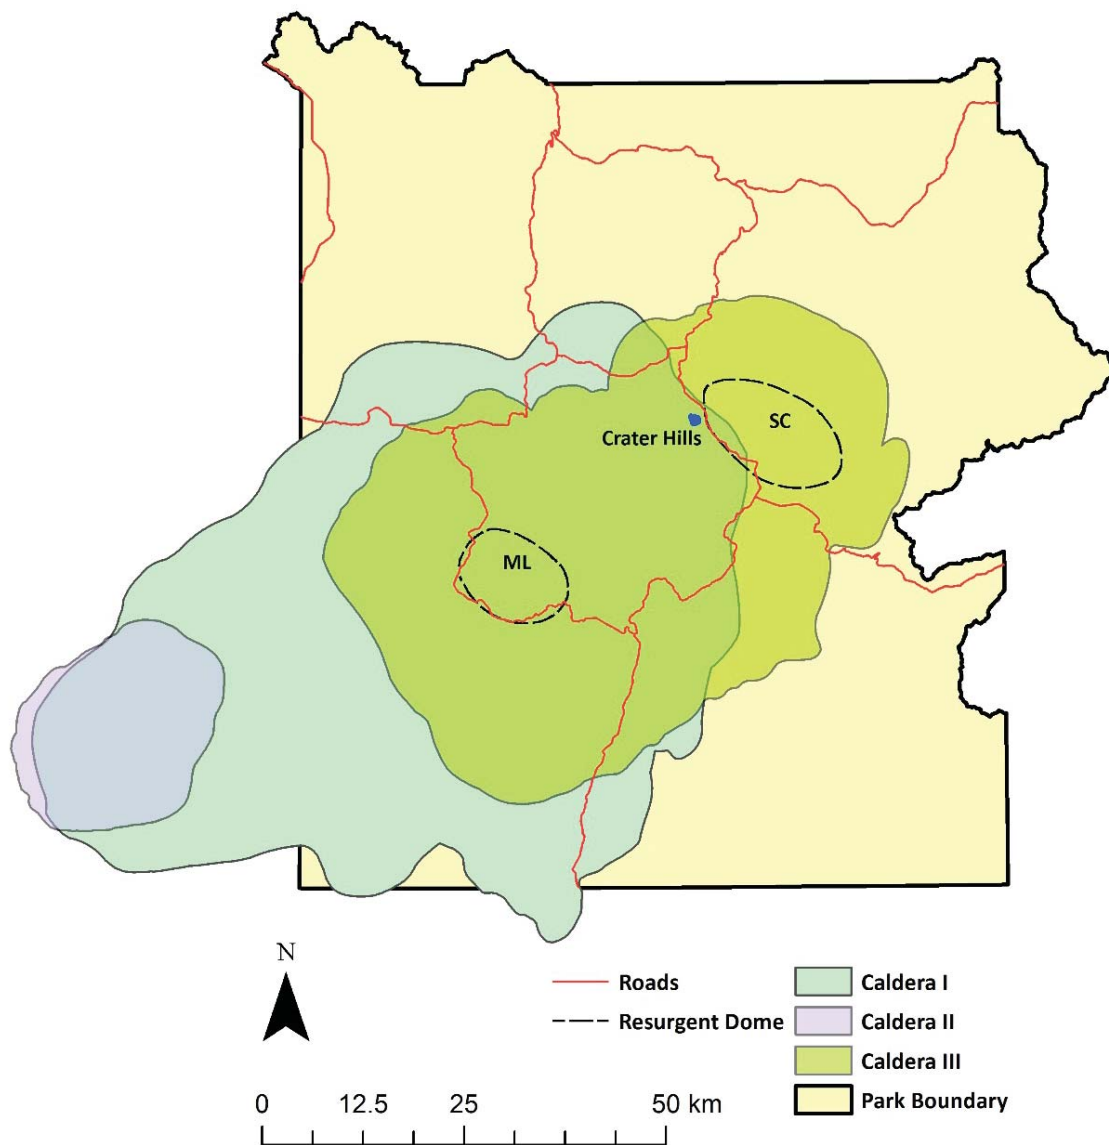 SC
Crater Hills
ML
N
Roads
Resurgent Dome
Caldera I
Caldera II
Caldera III
Park Boundary
0 12.5 25 50 km